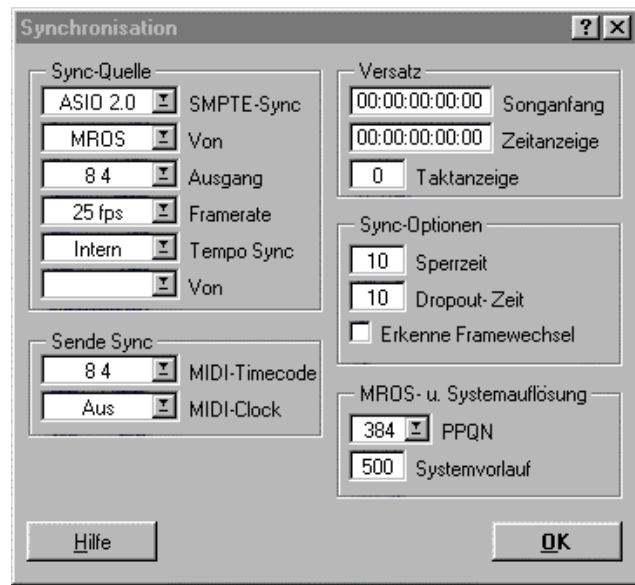 Synchronisation
Sync-Quelle
ASIO 2.0 SMPTE-Sync
MROS Von
8 4 Ausgang
25 fps Framerate
Intern Tempo Sync
Von
Sende Sync
8 4 MIDI-Timecode
Aus MIDI-Clock
Versatz
00:00:00:00:00 Songanfang
00:00:00:00:00 Zeitanzeige
0 Taktanzeige
Sync-Optionen
10 Sperrzeit
10 Dropout-Zeit
Erkenne Framewechsel
MROS- u. Systemauflösung
384 PPQN
500 Systemvorlauf
Hilfe
OK